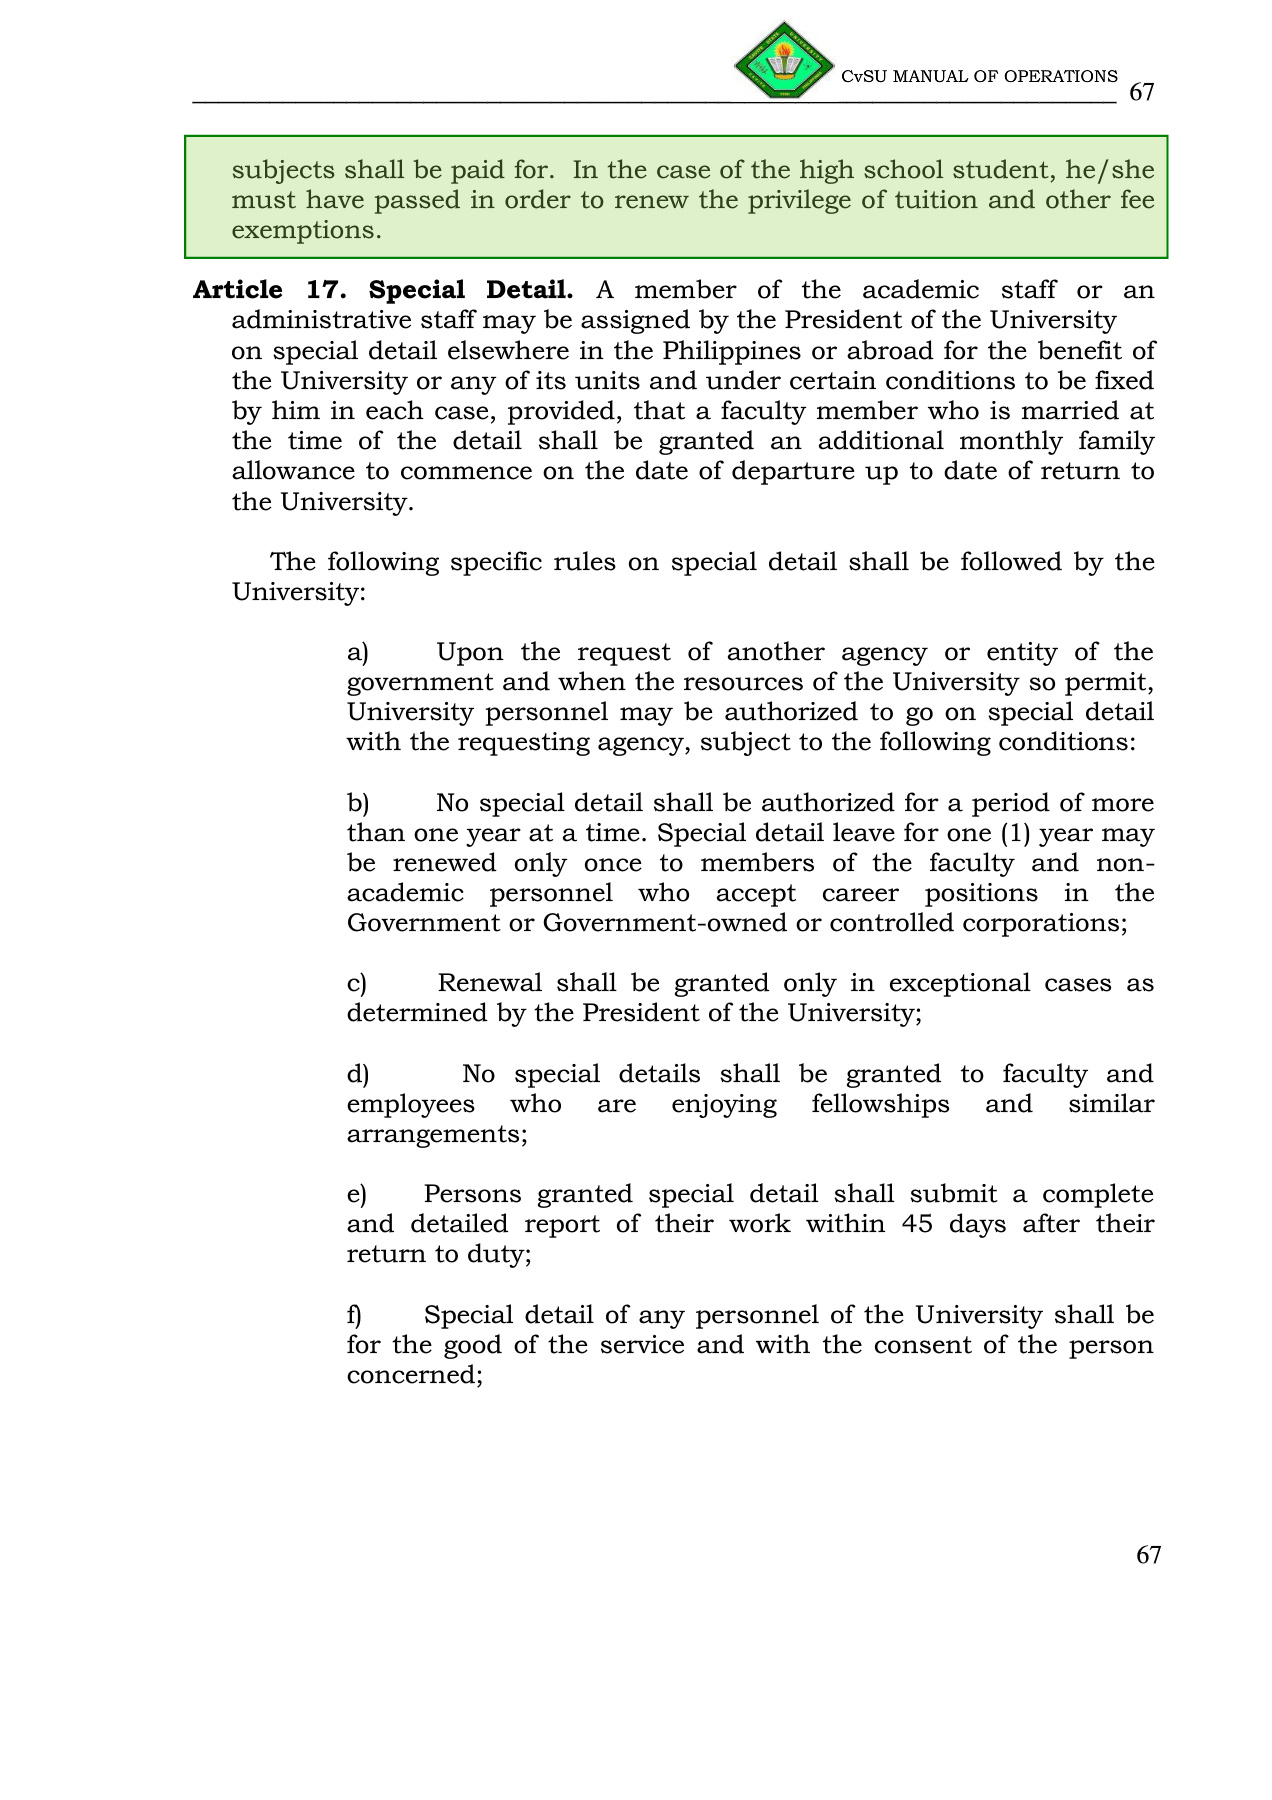 CvSU MANUAL OF OPERATIONS
67
subjects shall be paid for. In the case of the high school student, he/she
must have passed in order to renew the privilege of tuition and other fee
exemptions.
Article 17. Special Detail. A member of the academic staff or an
administrative staff may be assigned by the President of the University
on special detail elsewhere in the Philippines or abroad for the benefit of
the University or any of its units and under certain conditions to be fixed
by him in each case, provided, that a faculty member who is married at
the time of the detail shall be granted an additional monthly family
allowance to commence on the date of departure up to date of return to
the University.
The following specific rules on special detail shall be followed by the
University:
a) Upon the request of another agency or entity of the
government and when the resources of the University so permit,
University personnel may be authorized to go on special detail
with the requesting agency, subject to the following conditions:
b) No special detail shall be authorized for a period of more
than one year at a time. Special detail leave for one (1) year may
be renewed only once to members of the faculty and non-
academic personnel who accept career positions in the
Government or Government-owned or controlled corporations;
c) Renewal shall be granted only in exceptional cases as
determined by the President of the University;
d) No special details shall be granted to faculty and
employees who are enjoying fellowships and similar
arrangements;
e) Persons granted special detail shall submit a complete
and detailed report of their work within 45 days after their
return to duty;
f) Special detail of any personnel of the University shall be
for the good of the service and with the consent of the person
concerned;
67